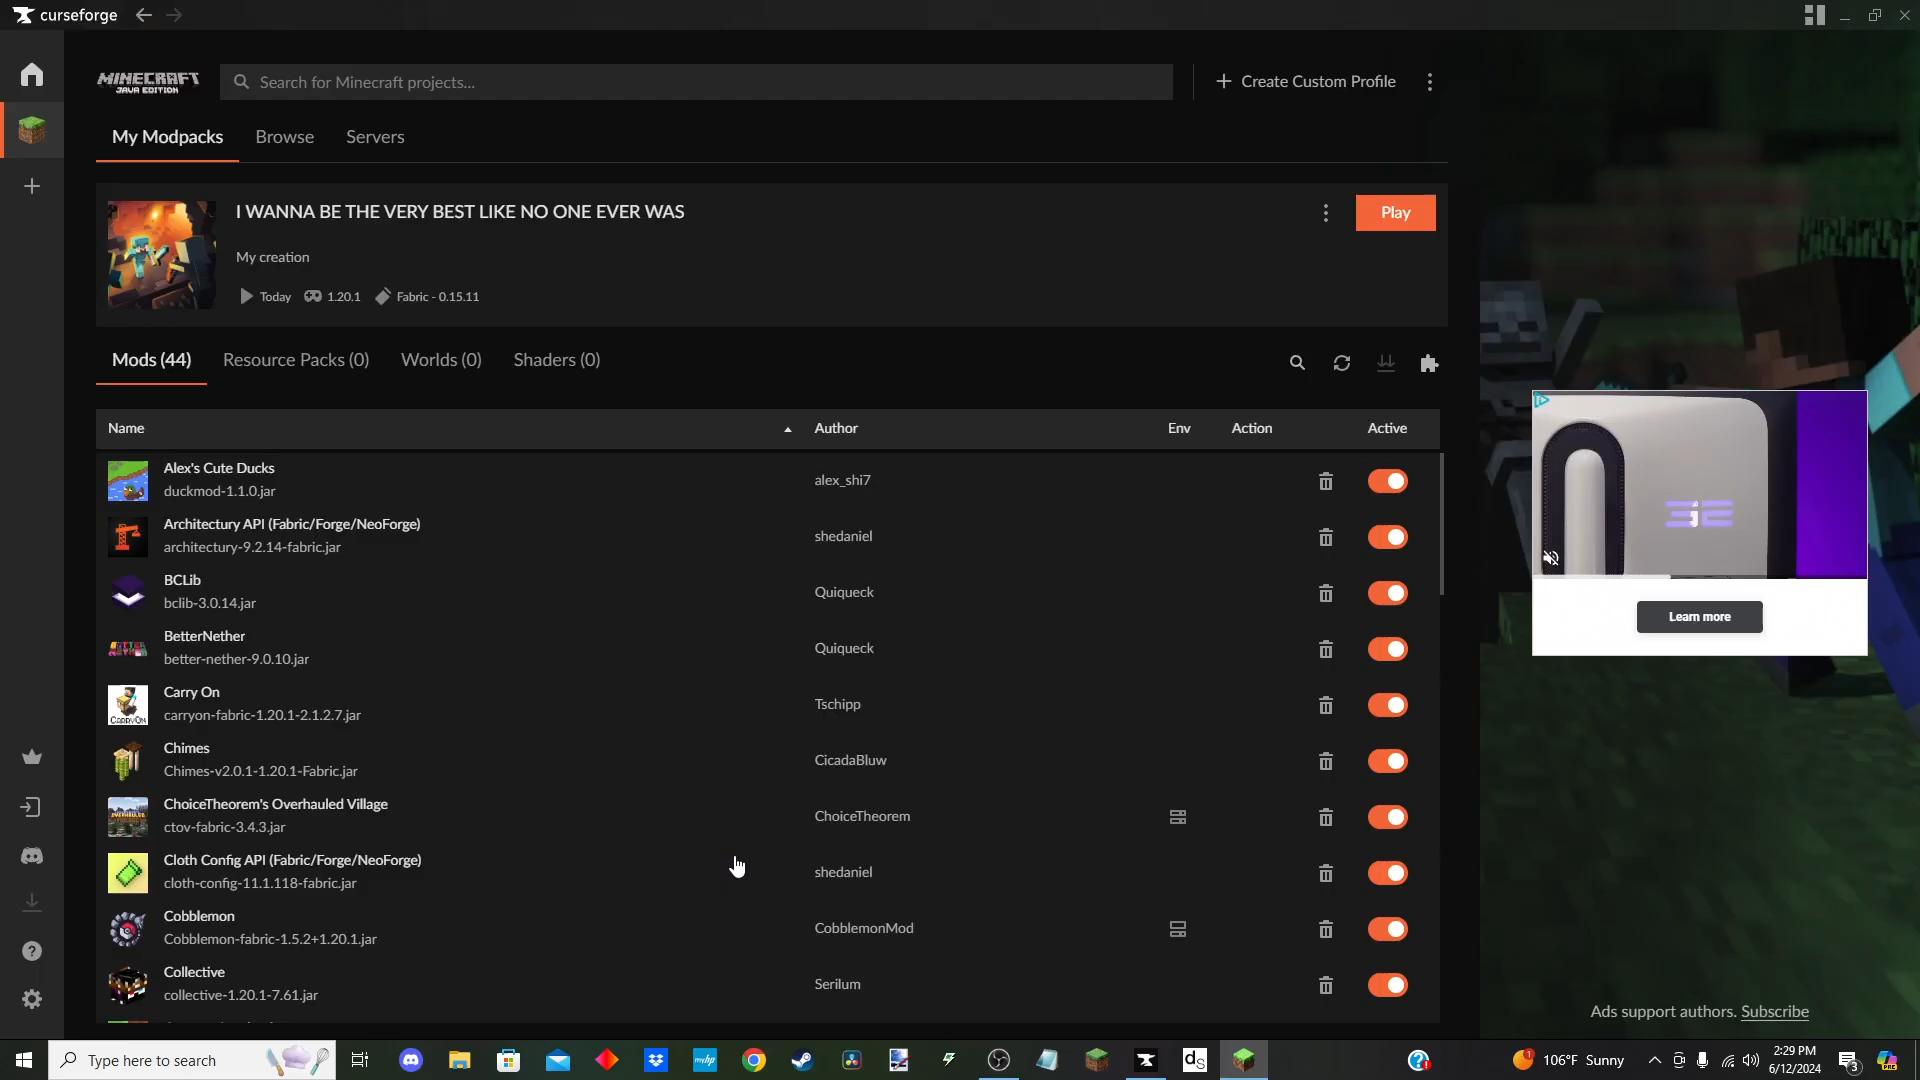 curseforge
MINECRAFT
JAVA EDITION
Search for Minecraft projects...
Create Custom Profile
My Modpacks
Browse
Servers
I WANNA BE THE VERY BEST LIKE NO ONE EVER WAS
Play
My creation
Today
1.20.1
Fabric - 0.15.11
Mods (44)
Resource Packs (0)
Worlds (0)
Shaders (0)
Name
Author
Env
Action
Active
Alex's Cute Ducks
duckmod-1.1.0.jar
alex_shi7
Architectury API (Fabric/Forge/NeoForge)
architectury-9.2.14-fabric.jar
shedaniel
BCLib
bclib-3.0.14.jar
Quiqueck
BetterNether
better-nether-9.0.10.jar
Quiqueck
CARRYON
Carry On
carryon-fabric-1.20.1-2.1.2.7.jar
Tschipp
Chimes
Chimes-v2.0.1-1.20.1-Fabric.jar
CicadaBluw
ChoiceTheorem's Overhauled Village
ctov-fabric-3.4.3.jar
ChoiceTheorem
Cloth Config API (Fabric/Forge/NeoForge)
cloth-config-11.1.118-fabric.jar
shedaniel
Cobblemon
Cobblemon-fabric-1.5.2+1.20.1.jar
CobblemonMod
Collective
collective-1.20.1-7.61.jar
Serilum
Learn more
Ads support authors. Subscribe
Type here to search
myhp
ds
106°F Sunny
2:29 PM
6/12/2024
3
PRE